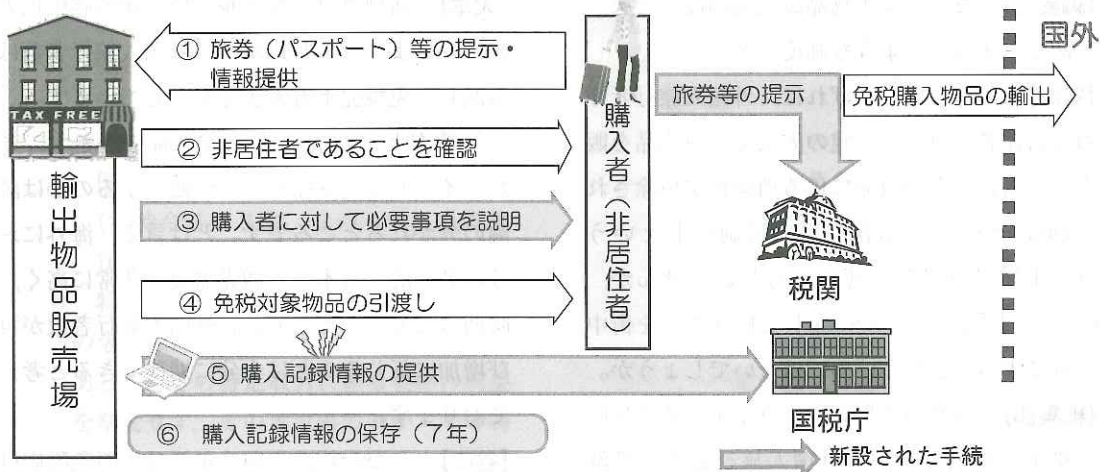 国外
① 旅券（パスポート）等の提示・
情報提供
旅券等の提示
免税購入物品の輸出
TAX FREE
② 非居住者であることを確認
購入者（非居住者）
輸出物品販売場
③ 購入者に対して必要事項を説明
税関
④ 免税対象物品の引渡し
⑤ 購入記録情報の提供
国税庁
⑥ 購入記録情報の保存（7年）
新設された手続